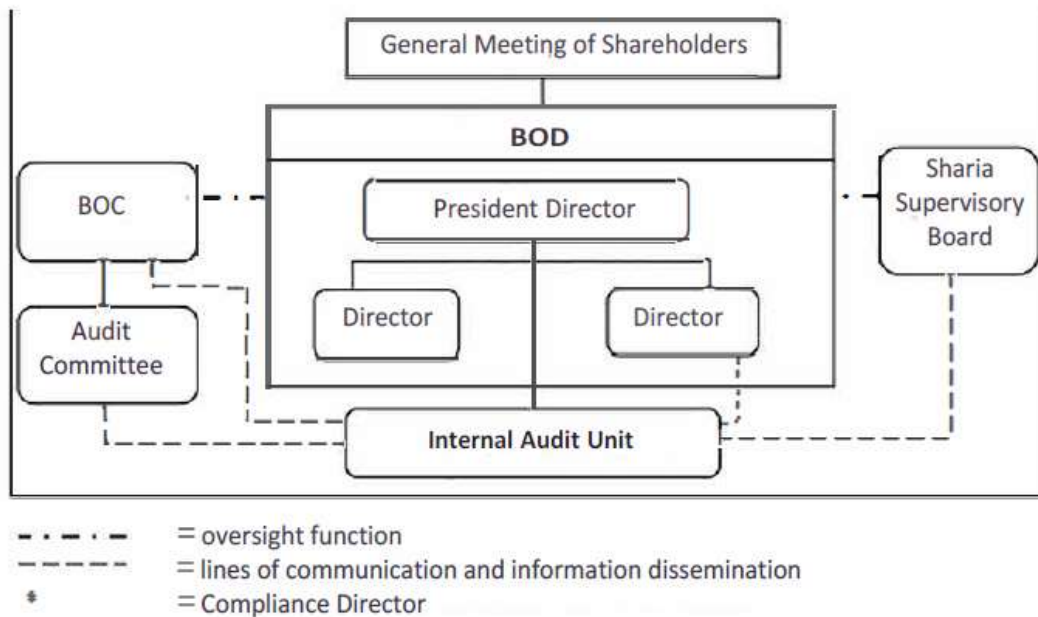 General Meeting of Shareholders
BOD
BOC
President Director
Sharia
Supervisory
Board
Director
Director
Audit
Committee
Internal Audit Unit
= oversight function
= lines of communication and information dissemination
* = Compliance Director